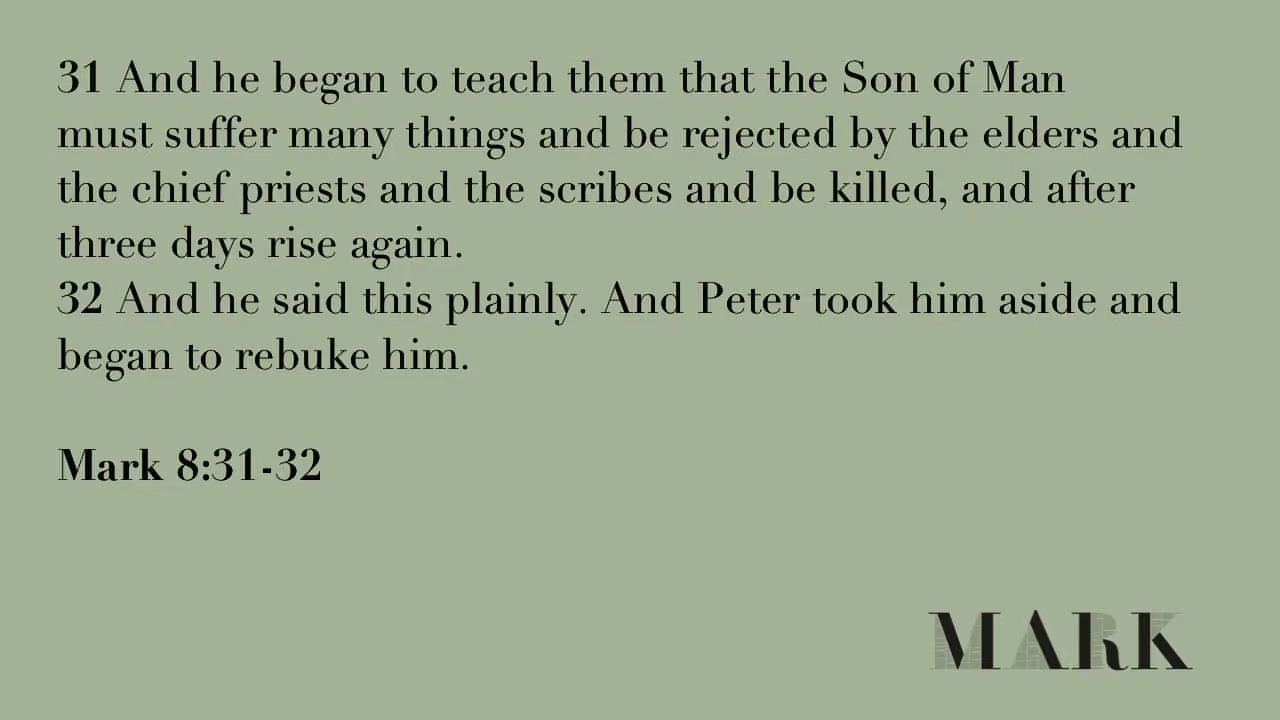 31 And he began to teach them that the Son of Man
must suffer many things and be rejected by the elders and
the chief priests and the scribes and be killed, and after
three days rise again.
32 And he said this plainly. And Peter took him aside and
began to rebuke him.
Mark 8:31-32
MARK